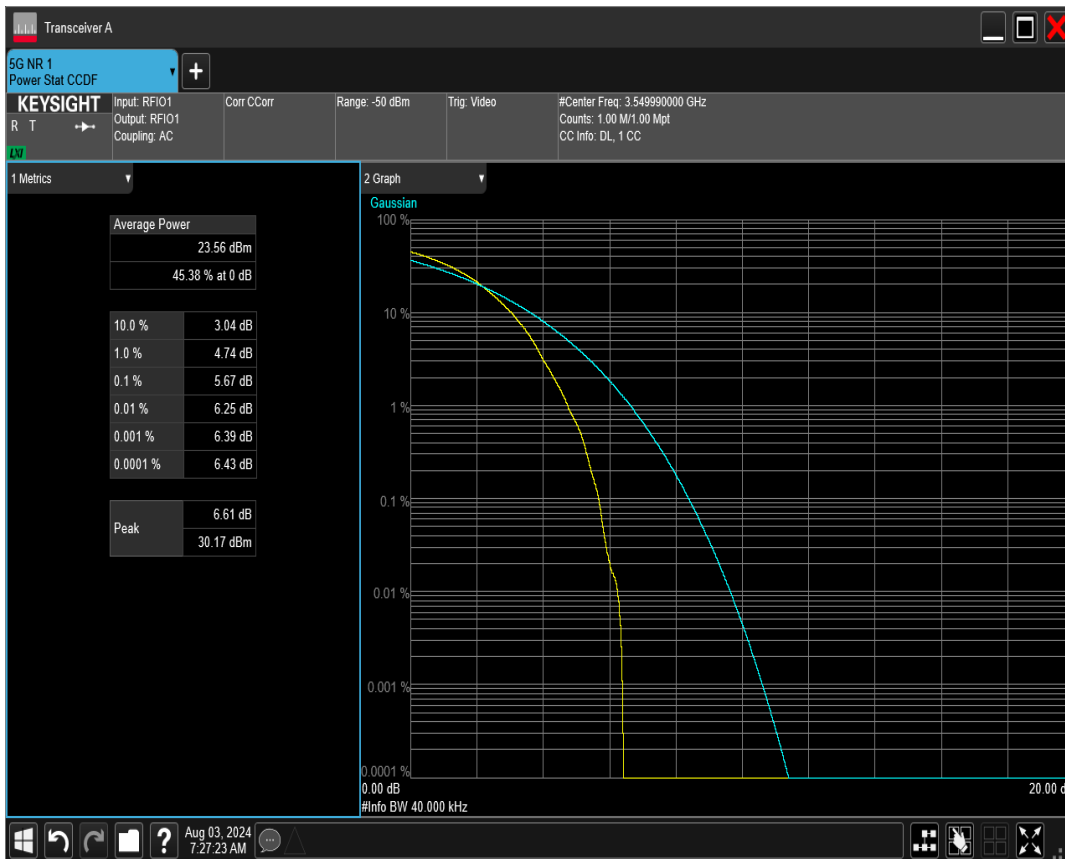 Transceiver A
5G NR 1
Power Stat CCDF
+
KEYSIGHT
R T
LXI
Input: RFIO1
Output: RFIO1
Coupling: AC
Corr CCorr
Range: -50 dBm
Trig: Video
#Center Freq: 3.549990000 GHz
Counts: 1.00 M/1.00 Mpt
CC Info: DL, 1 CC
1 Metrics
Average Power
23.56 dBm
45.38 % at 0 dB
10.0 % 3.04 dB
1.0 % 4.74 dB
0.1 % 5.67 dB
0.01 % 6.25 dB
0.001 % 6.39 dB
0.0001 % 6.43 dB
Peak 6.61 dB
30.17 dBm
2 Graph
Gaussian
100 %
10 %
1 %
0.1 %
0.01 %
0.001 %
0.0001 %
0.00 dB
20.00 d
#Info BW 40.000 kHz
?
Aug 03, 2024
7:27:23 AM